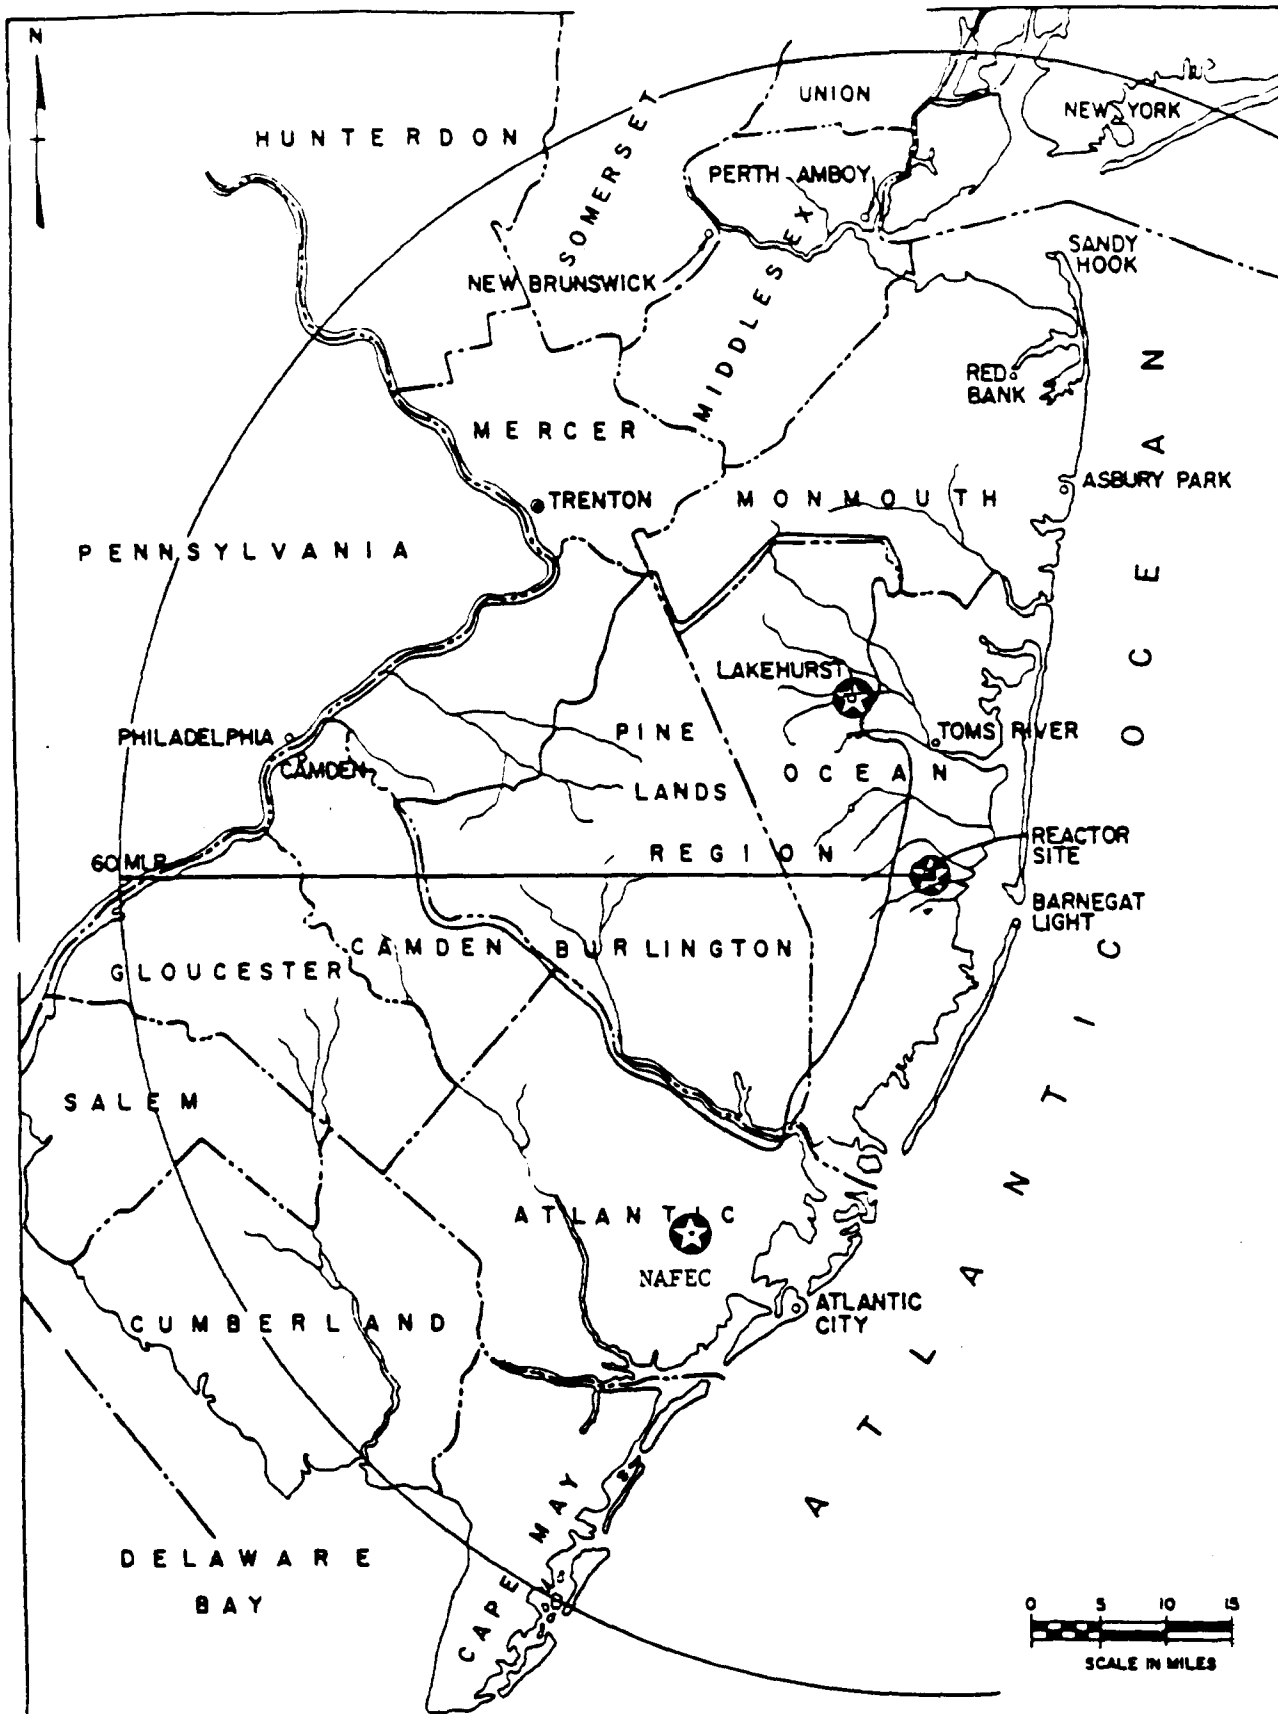 N
UNION
NEW YORK
HUNTERDON
SOMERSET
PERTH AMBOY
SANDY
HOOK
NEW BRUNSWICK
MIDDLESEX
RED
BANK
MERCER
ASBURY PARK
TRENTON
MONMOUTH
PENNSYLVANIA
LAKEHURST
PINE
TOMS RIVER
PHILADELPHIA
CAMDEN
OCEAN
LANDS
REACTOR
SITE
REGION
60 MI.R
BARNEGAT
LIGHT
CAMDEN
BURLINGTON
GLOUCESTER
SALEM
ATLANTIC
NAFEC
ATLANTIC
CITY
CUMBERLAND
ATLANTIC OCEAN
CAPE MAY
DELAWARE
BAY
0 5 10 15
SCALE IN MILES